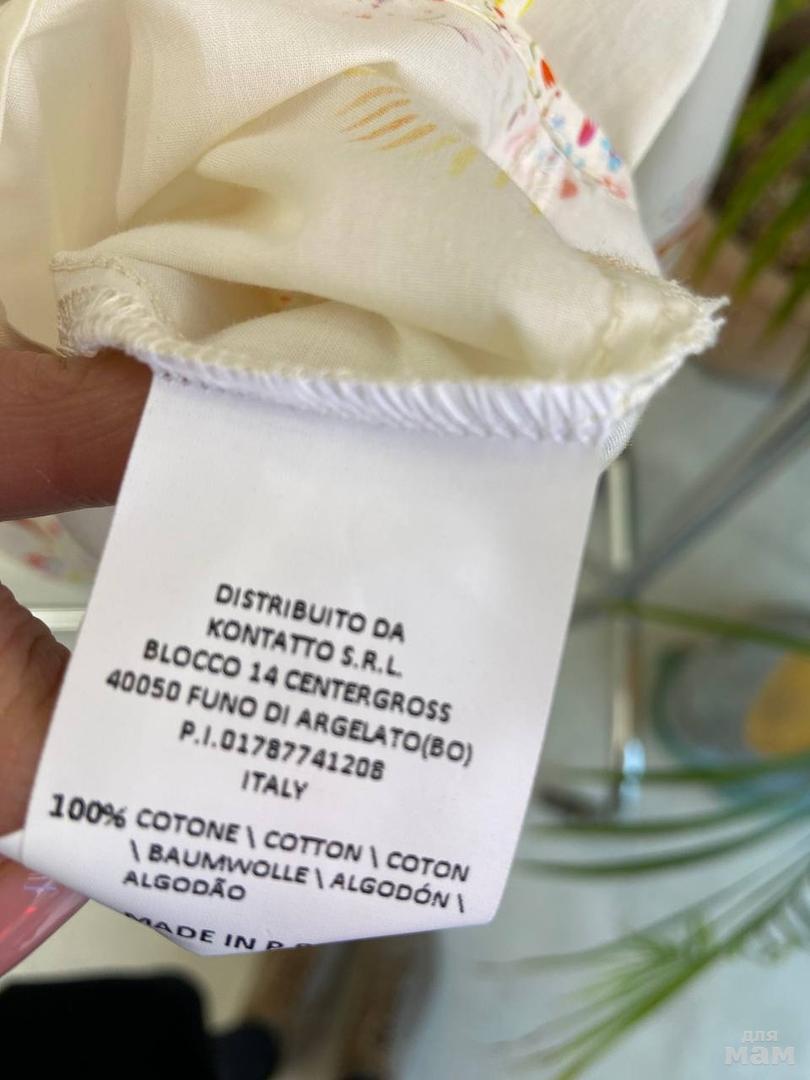 DISTRIBUITO DA
KONTATTO S.R.L.
BLOCCO 14 CENTERGROSS
40050 FUNO DI ARGELATO(BO)
P.I.01787741208
ITALY
100% COTONE \ COTTON \ COTON
\ BAUMWOLLE \ ALGODÓN \
ALGODÃO
MADE IN
для
мам